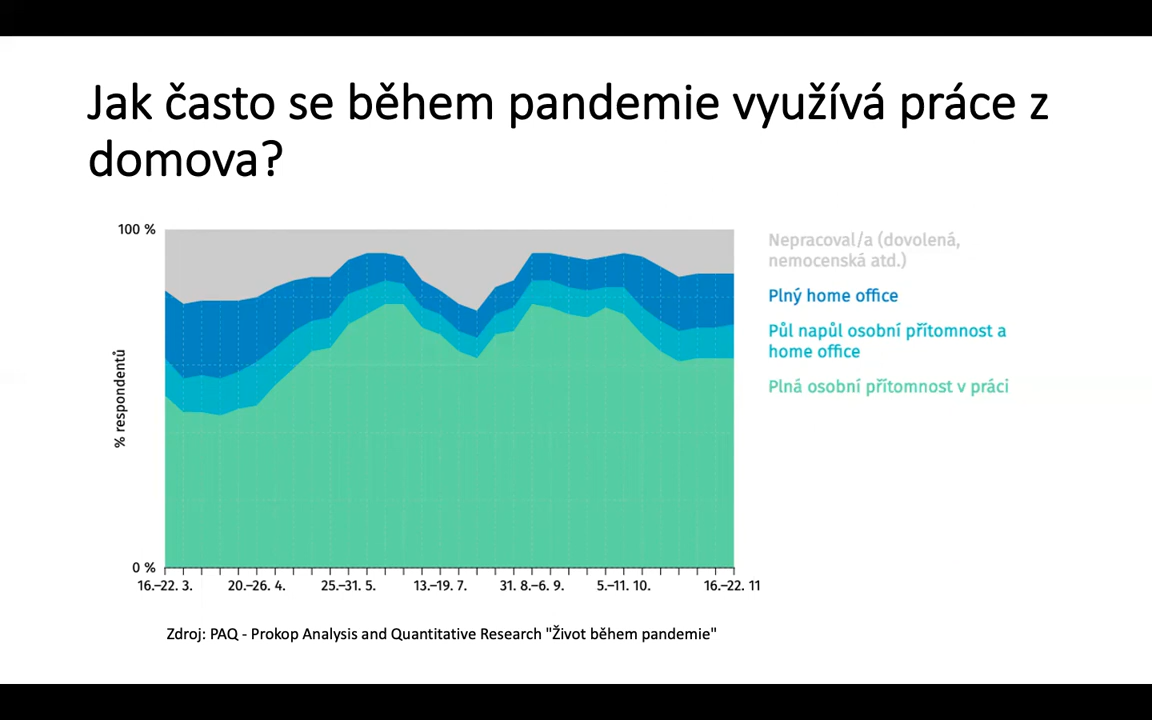 Jak často se během pandemie využívá práce z
domova?
100 %
Nepracoval/a (dovolená,
nemocenská atd.)
Plný home office
Půl napůl osobní přítomnost a
home office
Plná osobní přítomnost v práci
% respondentů
0 %
16.–22. 3.
20.–26. 4.
25.–31. 5.
13.–19. 7.
31. 8.–6. 9.
5.–11. 10.
16.–22. 11
Zdroj: PAQ - Prokop Analysis and Quantitative Research "Život během pandemie"